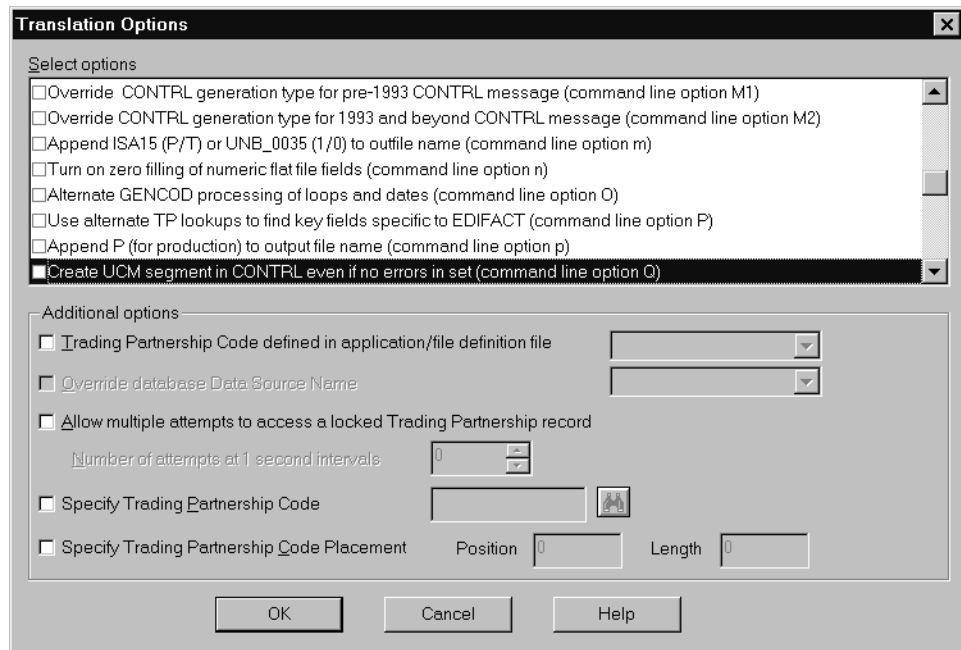 Translation Options
Select options
Override  CONTRL generation type for pre-1993 CONTRL message (command line option M1)
Override CONTRL generation type for 1993 and beyond CONTRL message (command line option M2)
Append ISA15 (P/T) or UNB_0035 (1/0) to outfile name (command line option m)
Turn on zero filling of numeric flat file fields (command line option n)
Alternate GENCOD processing of loops and dates (command line option O)
Use alternate TP lookups to find key fields specific to EDIFACT (command line option P)
Append P (for production) to output file name (command line option p)
Create UCM segment in CONTRL even if no errors in set (command line option Q)
Additional options
Trading Partnership Code defined in application/file definition file
Override database Data Source Name
Allow multiple attempts to access a locked Trading Partnership record
Number of attempts at 1 second intervals 0
Specify Trading Partnership Code
Specify Trading Partnership Code Placement Position 0 Length 0
OK Cancel Help